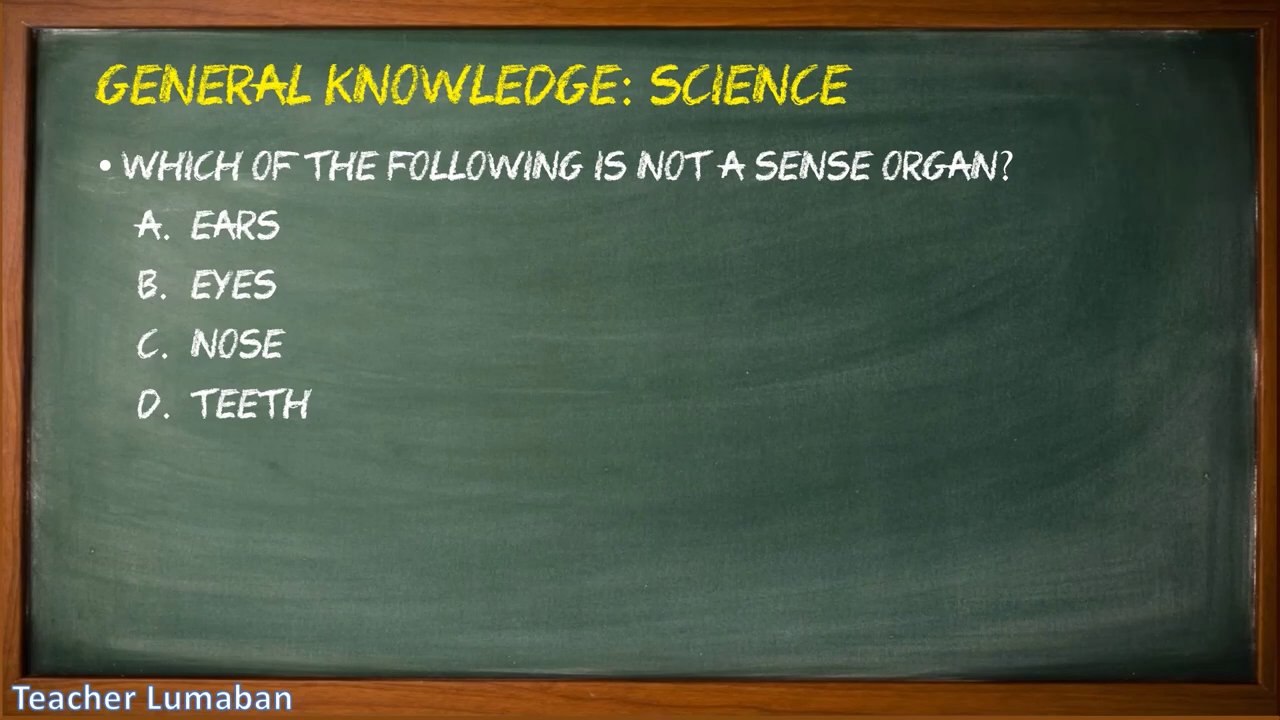 GENERAL KNOWLEDGE: SCIENCE
• WHICH OF THE FOLLOWING IS NOT A SENSE ORGAN?
A. EARS
B. EYES
C. NOSE
D. TEETH
Teacher Lumaban